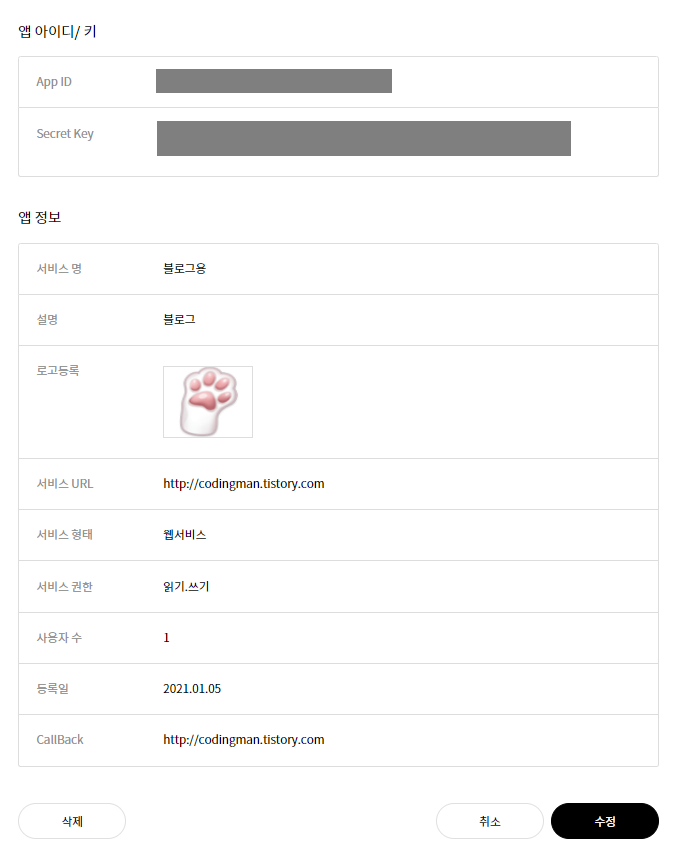 앱 아이디/ 키
App ID
Secret Key
앱 정보
서비스 명 블로그용
설명 블로그
로고등록
서비스 URL http://codingman.tistory.com
서비스 형태 웹서비스
서비스 권한 읽기.쓰기
사용자 수 1
등록일 2021.01.05
CallBack http://codingman.tistory.com
삭제 취소 수정